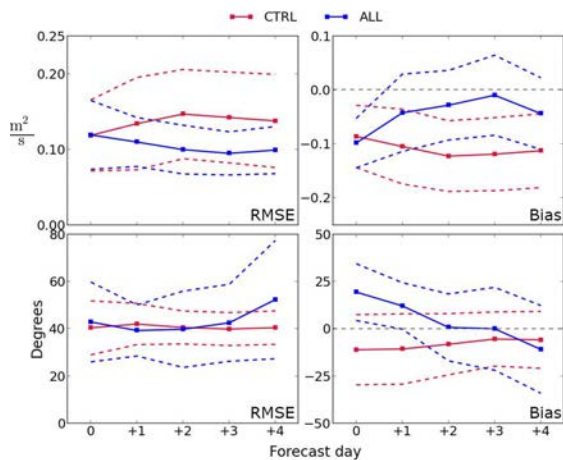 CTRL ALL
0.25 0.1
0.20 0.0
m²/s
0.10 −0.1
−0.2
0.00
RMSE Bias
80 50
60 25
Degrees
40 0
20 −25
0 −50
RMSE Bias
0 +1 +2 +3 +4 0 +1 +2 +3 +4
Forecast day